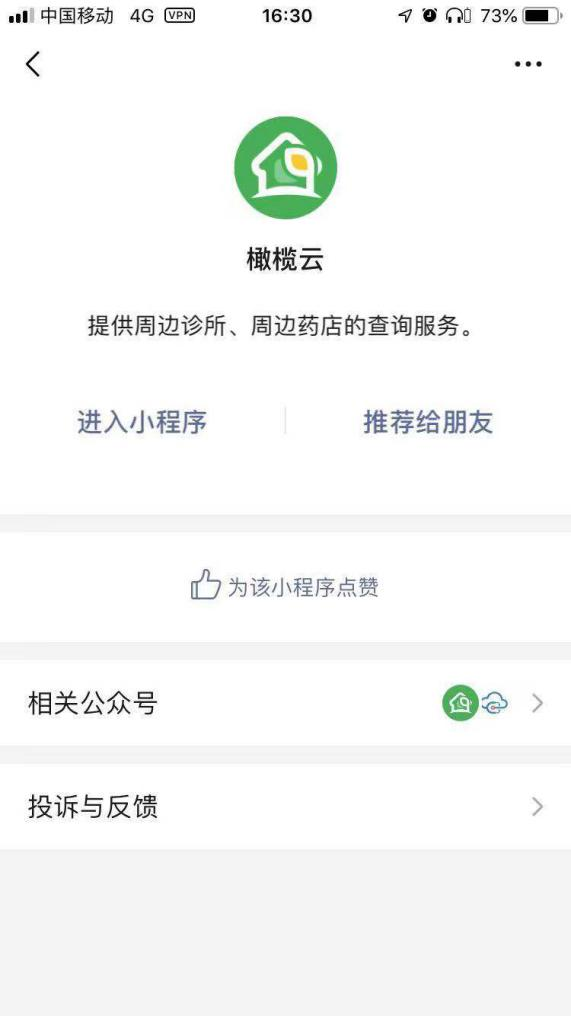 中国移动 4G VPN 16:30 73%
橄榄云
提供周边诊所、周边药店的查询服务。
进入小程序 推荐给朋友
为该小程序点赞
相关公众号
投诉与反馈